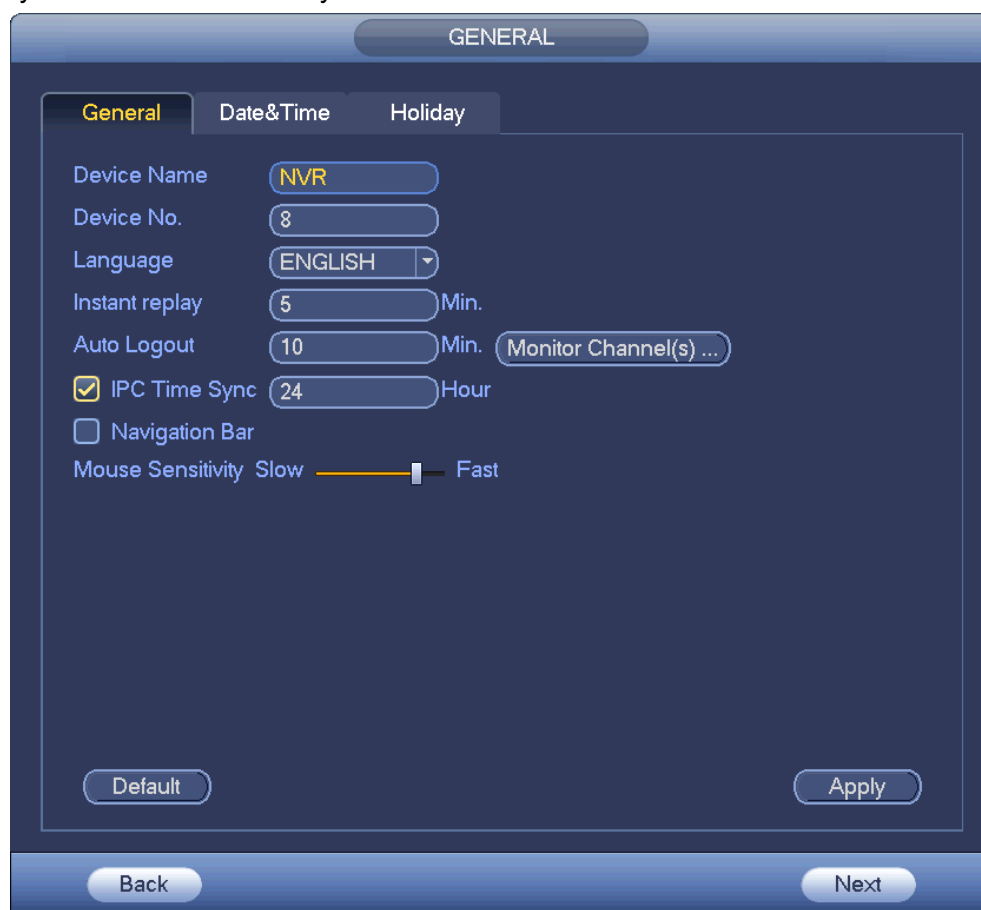 GENERAL
General Date&Time Holiday
Device Name NVR
Device No. 8
Language ENGLISH
Instant replay 5 Min.
Auto Logout 10 Min. Monitor Channel(s) ...
IPC Time Sync 24 Hour
Navigation Bar
Mouse Sensitivity Slow Fast
Default Apply
Back Next